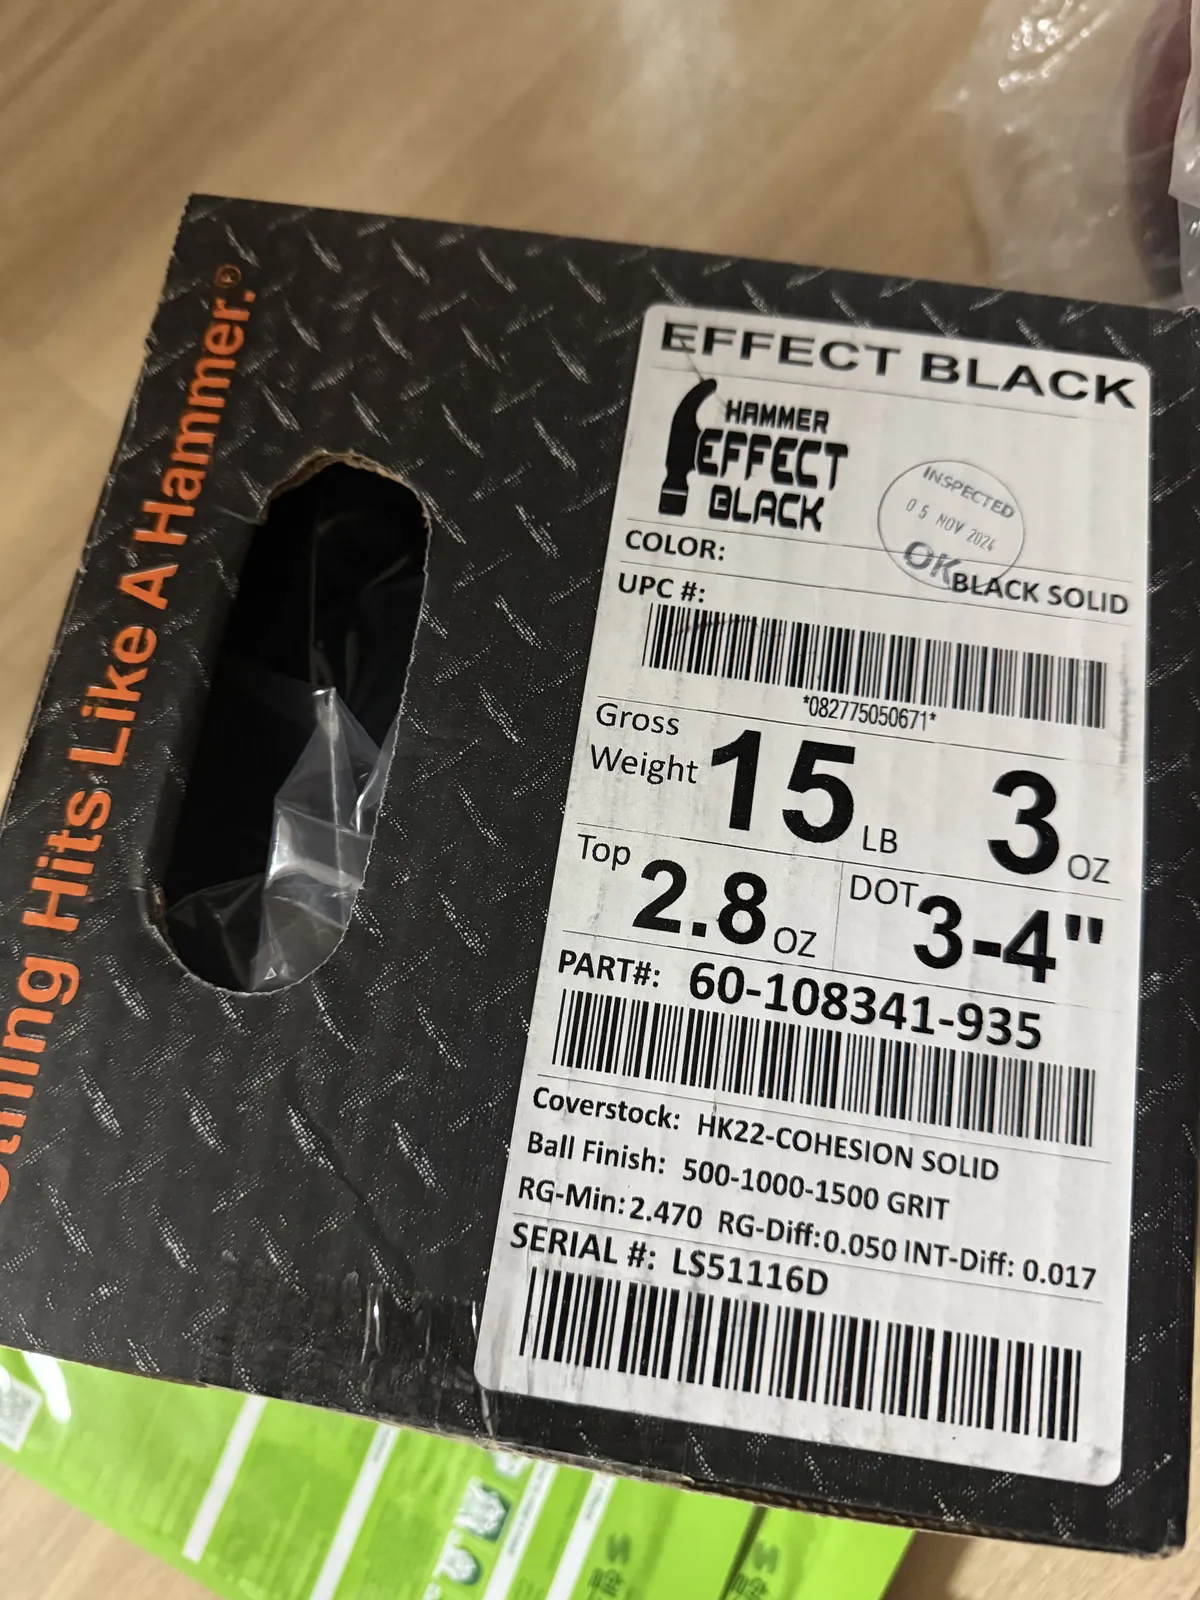 Nothing Hits Like A Hammer.®
EFFECT BLACK
HAMMER
EFFECT
BLACK
INSPECTED
05 NOV 2024
OK
COLOR:
BLACK SOLID
UPC #:
*082775050671*
Gross
Weight
15 LB 3 OZ
Top 2.8 OZ
DOT 3-4"
PART#: 60-108341-935
Coverstock: HK22-COHESION SOLID
Ball Finish: 500-1000-1500 GRIT
RG-Min:2.470 RG-Diff:0.050 INT-Diff: 0.017
SERIAL #: LS51116D